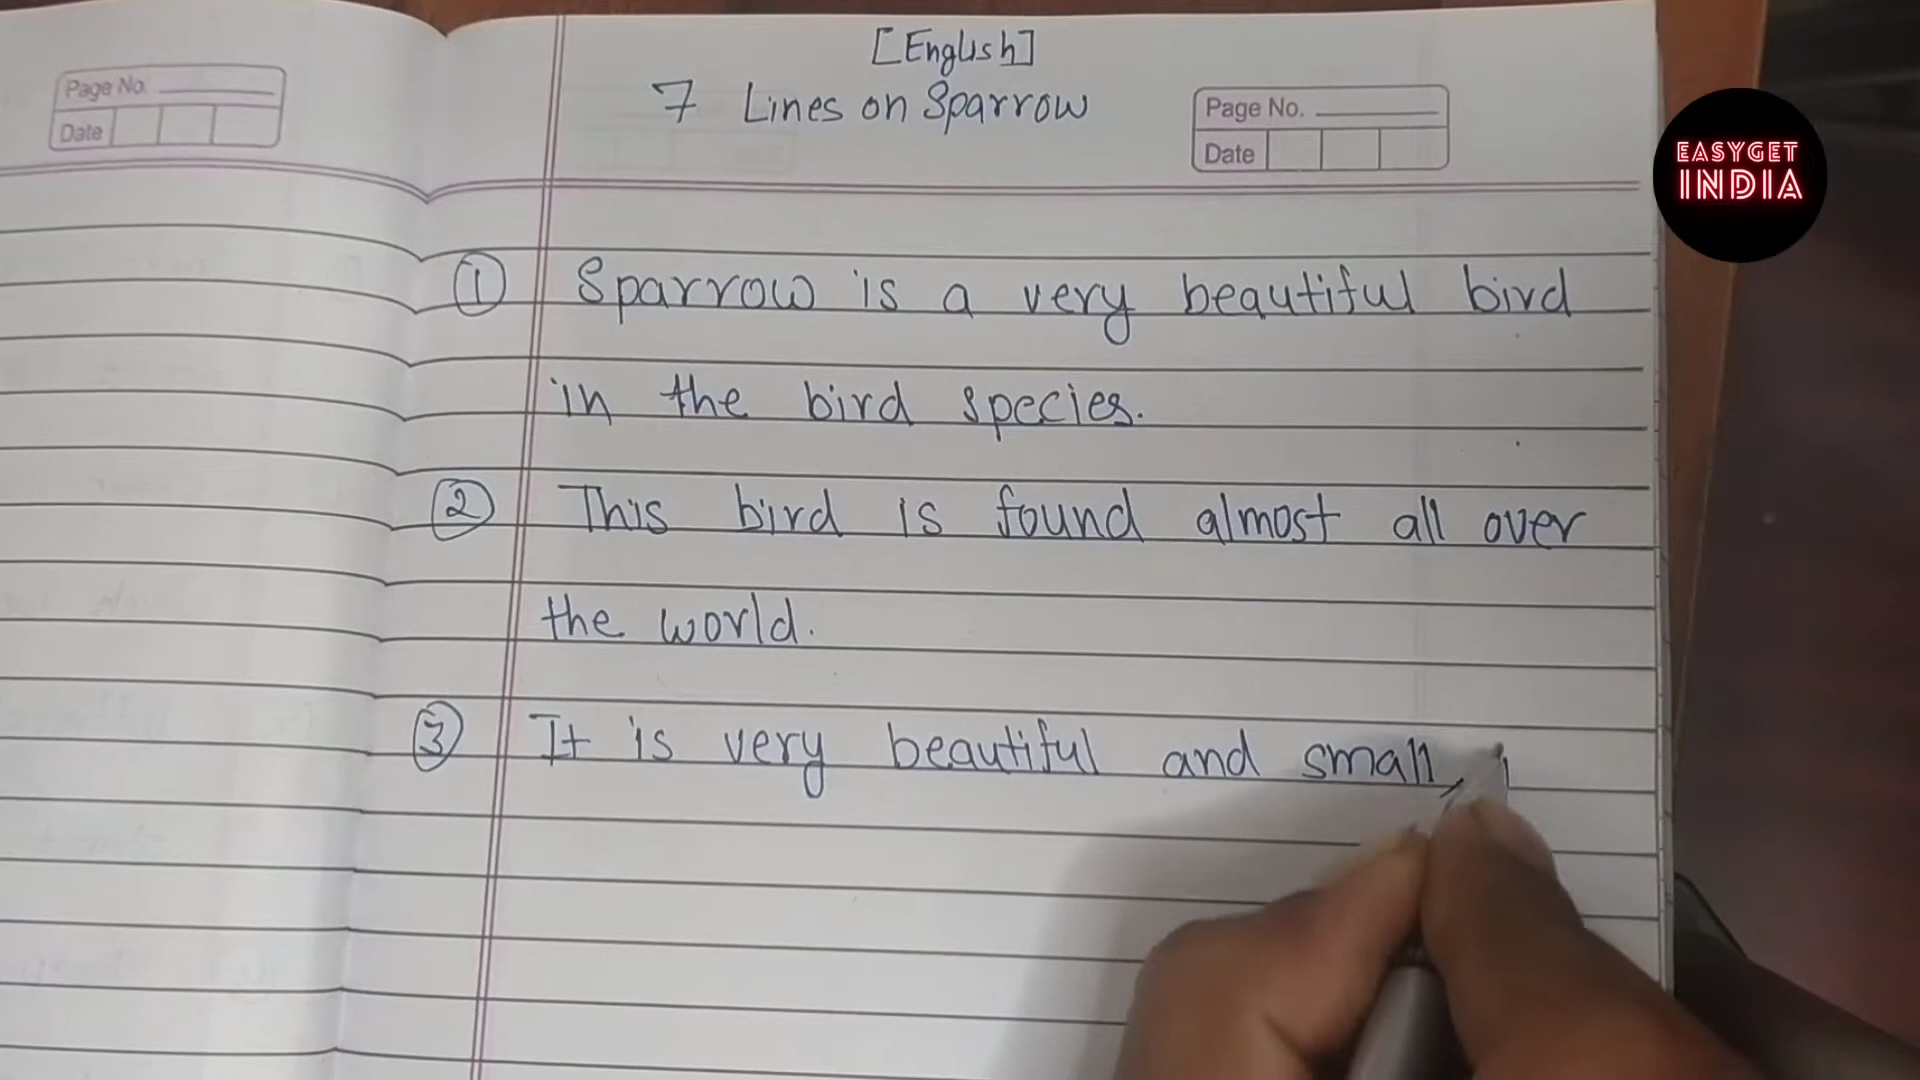 [English]
7 Lines on Sparrow
Page No.
Date
Page No.
Date
EASYGET
INDIA
① Sparrow is a very beautiful bird
in the bird species.
② This bird is found almost all over
the world.
③ It is very beautiful and small,